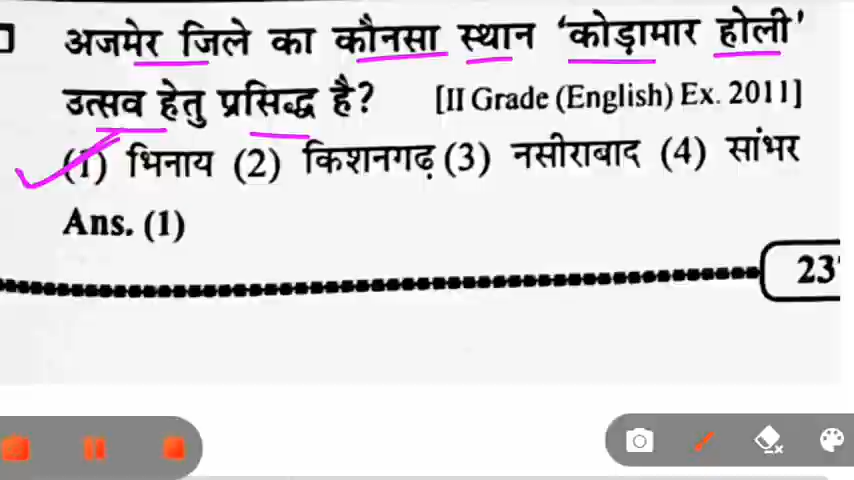 अजमेर जिले का कौनसा स्थान ‘कोड़ामार होली’
उत्सव हेतु प्रसिद्ध है? [II Grade (English) Ex. 2011]
(1) भिनाय (2) किशनगढ़ (3) नसीराबाद (4) सांभर
Ans. (1)
23